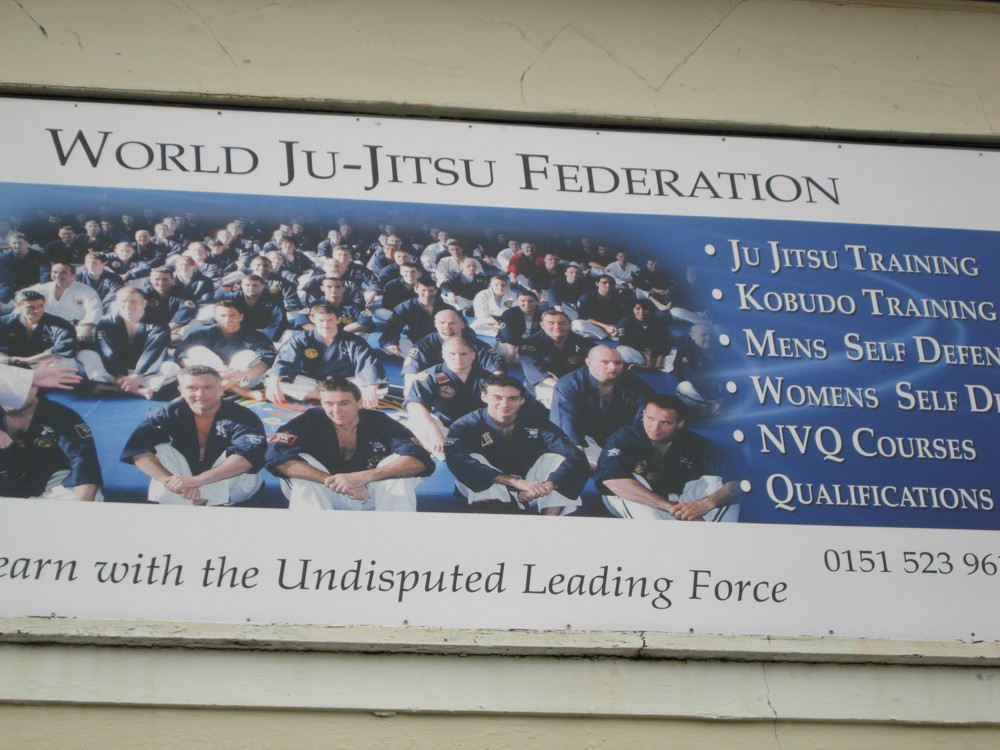 World Ju-Jitsu Federation
• Ju Jitsu Training
• Kobudo Training
• Mens Self Defen
• Womens Self D
• NVQ Courses
• Qualifications
earn with the Undisputed Leading Force
0151 523 96